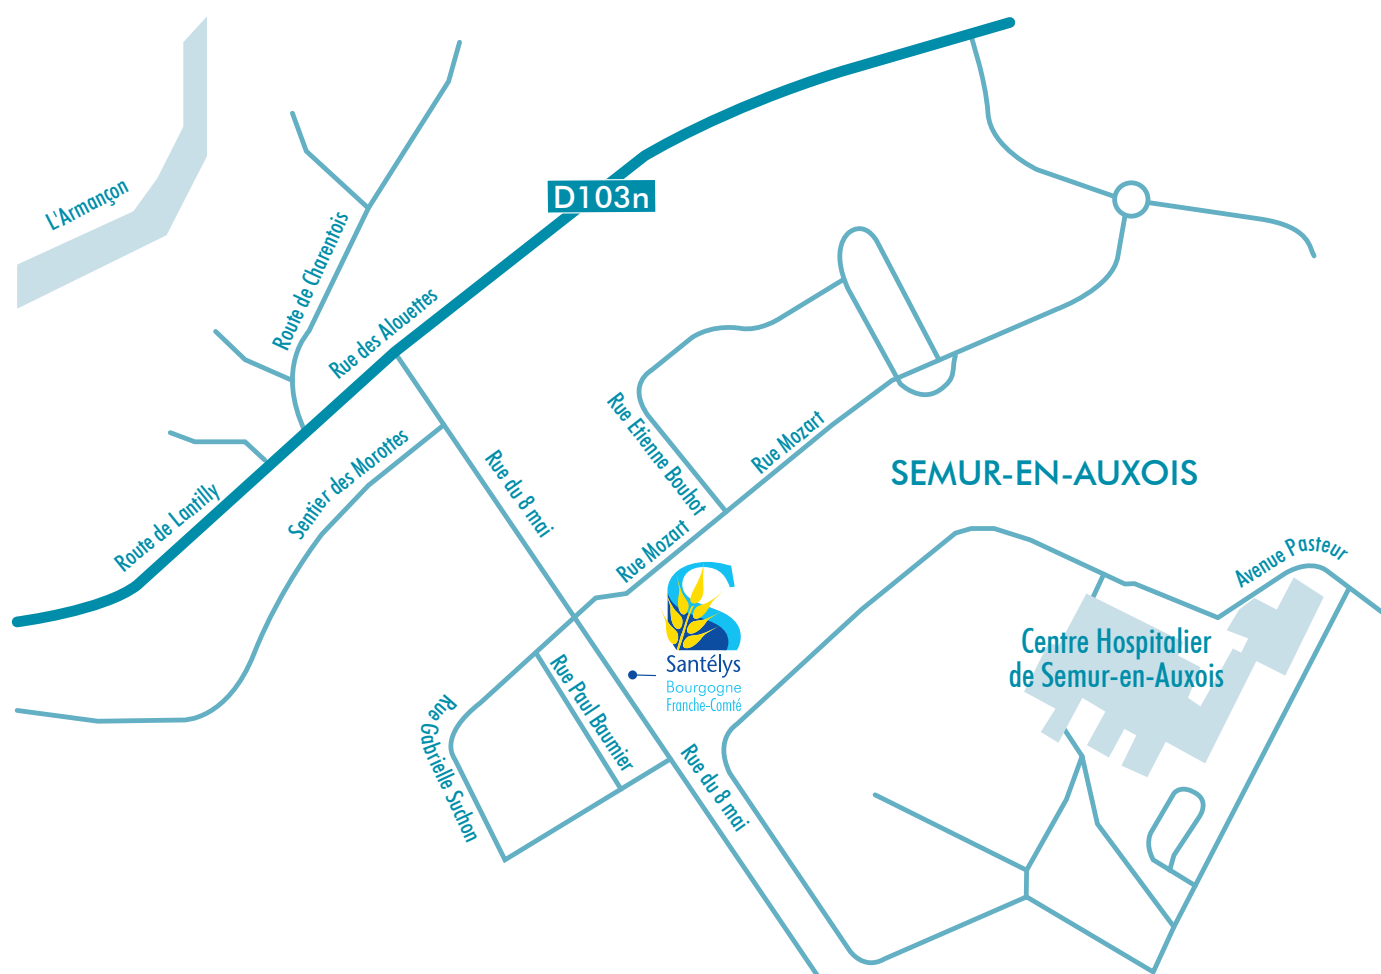 L'Armançon
D103n
Route de Charentois
Rue des Alouettes
Route de Lantilly
Sentier des Morottes
Rue du 8 mai
Rue Etienne Bouhot
Rue Mozart
Rue Mozart
SEMUR-EN-AUXOIS
Avenue Pasteur
Centre Hospitalier
de Semur-en-Auxois
Santélys
Bourgogne
Franche-Comté
Rue Paul Baumier
Rue Gabrielle Suchon
Rue du 8 mai